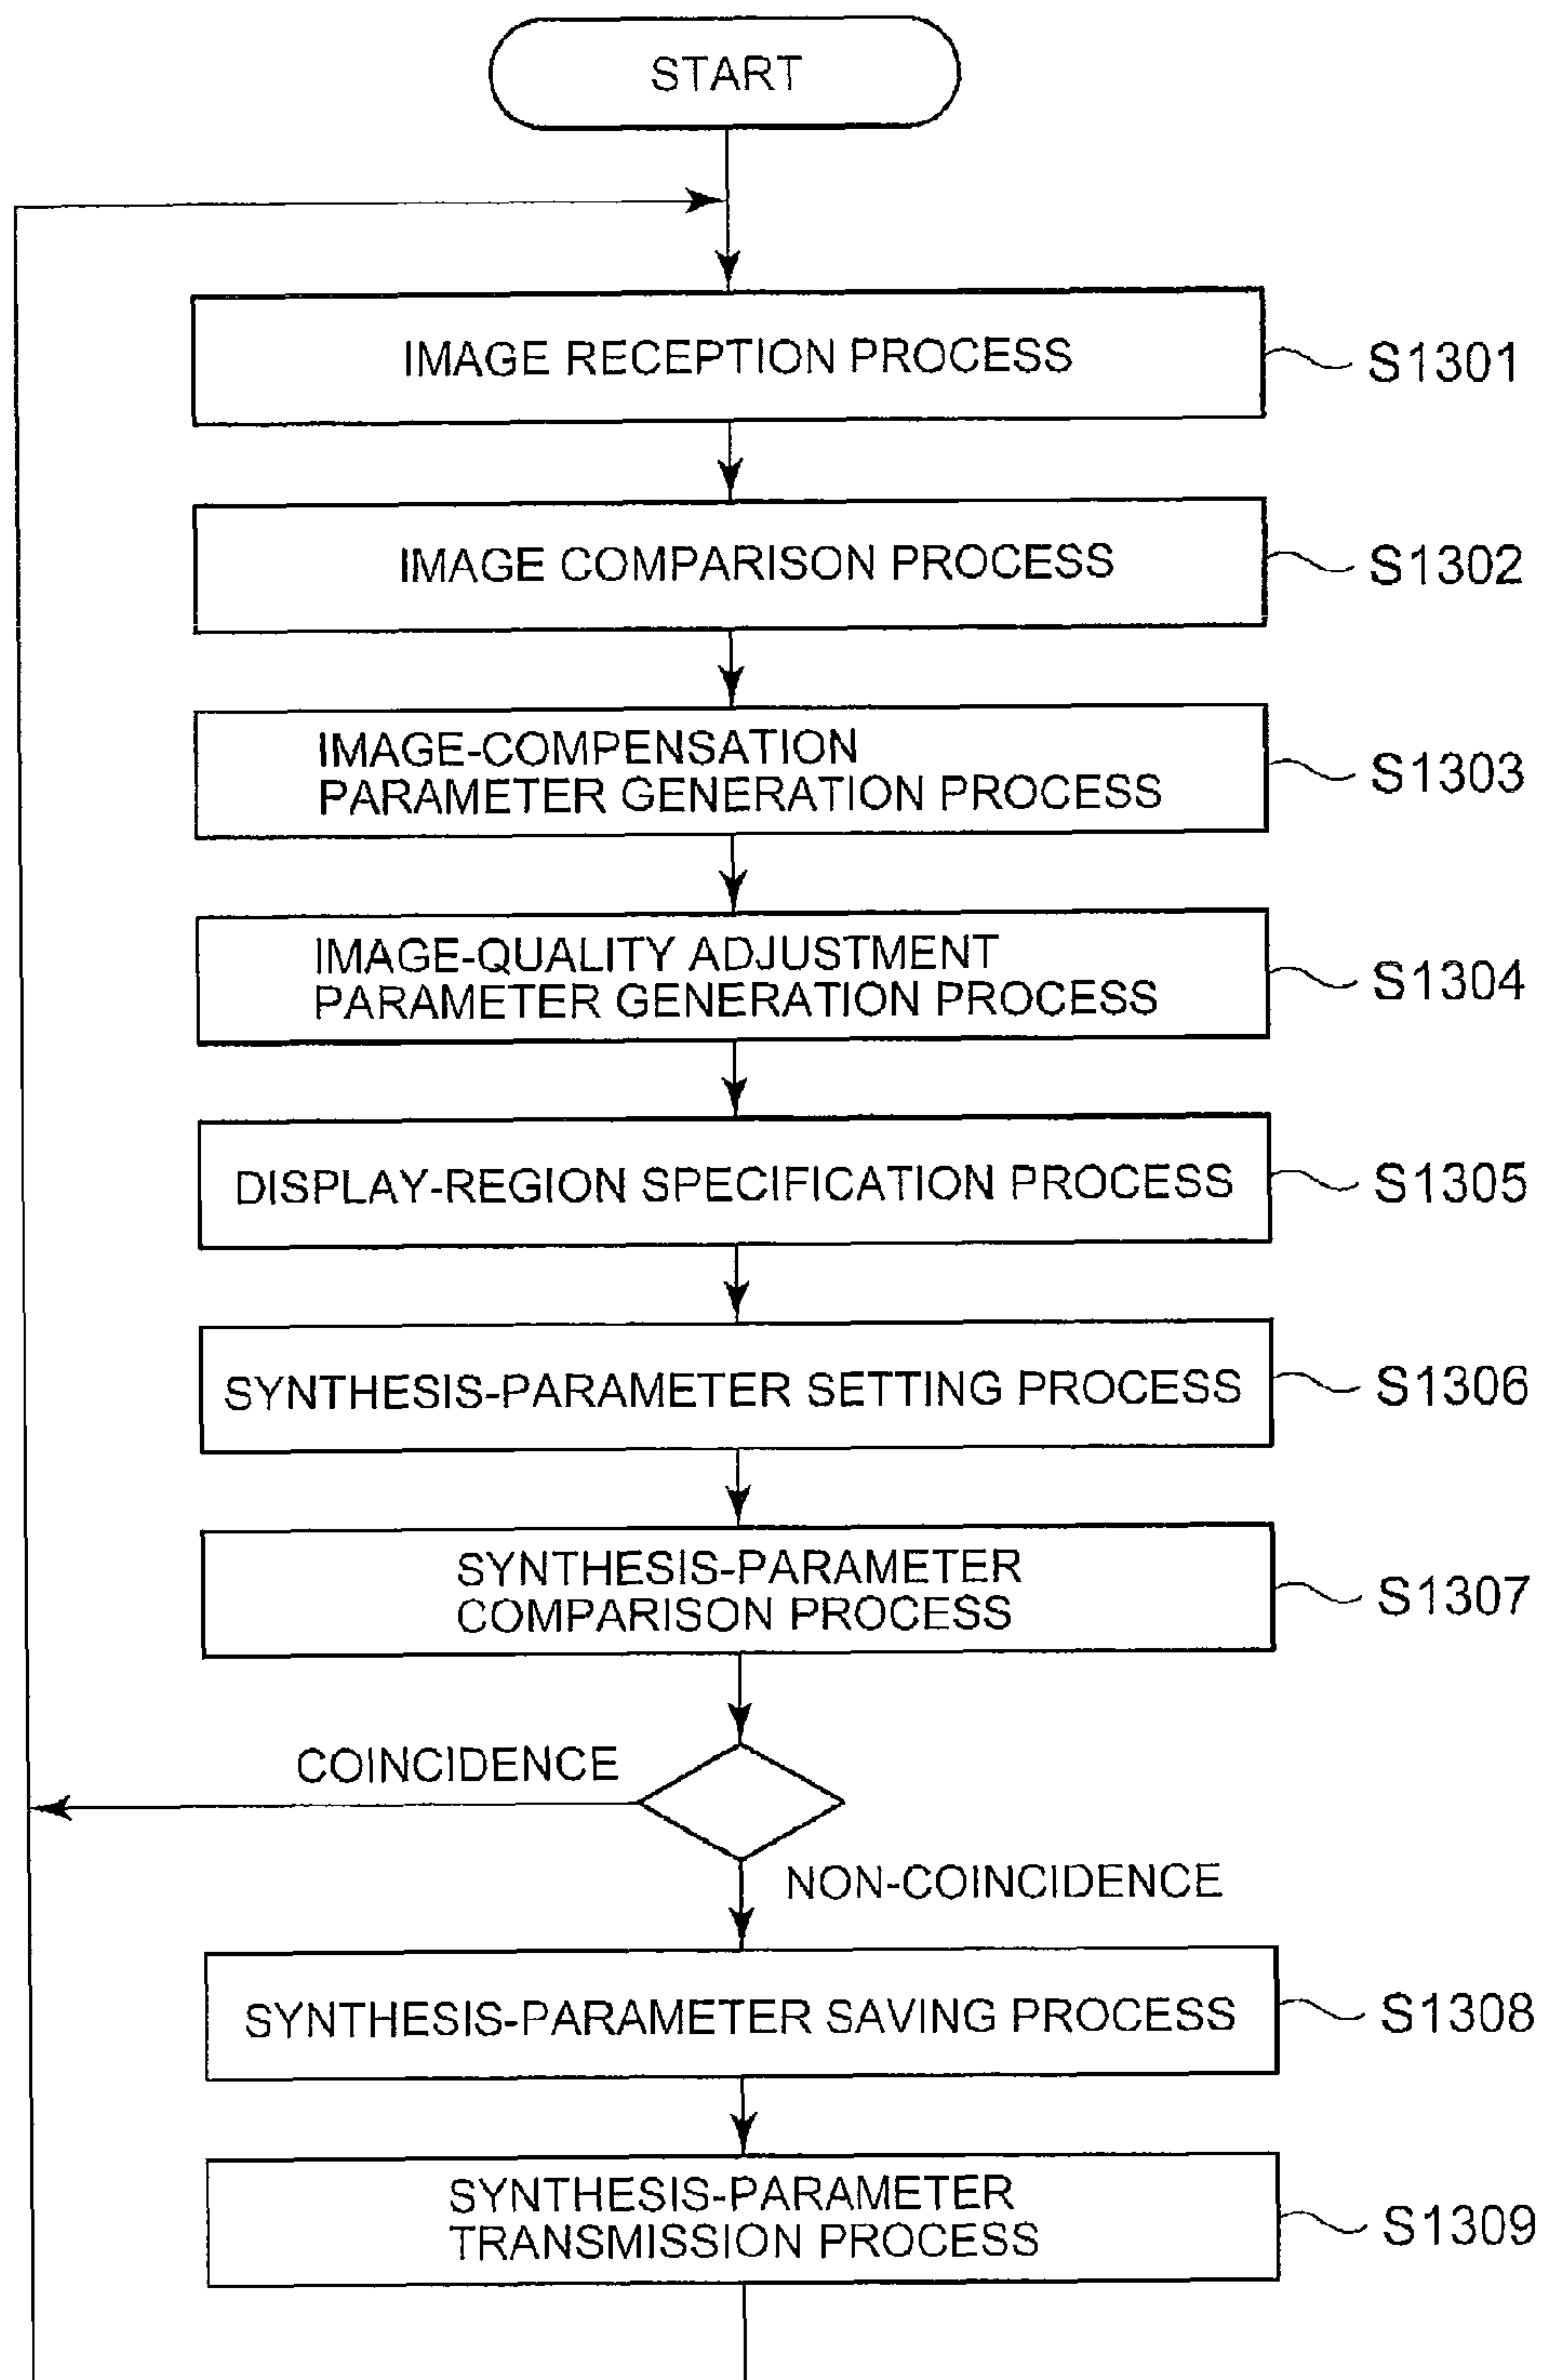 START
IMAGE RECEPTION PROCESS
S1301
IMAGE COMPARISON PROCESS
S1302
IMAGE-COMPENSATION
PARAMETER GENERATION PROCESS
S1303
IMAGE-QUALITY ADJUSTMENT
PARAMETER GENERATION PROCESS
S1304
DISPLAY-REGION SPECIFICATION PROCESS
S1305
SYNTHESIS-PARAMETER SETTING PROCESS
S1306
SYNTHESIS-PARAMETER
COMPARISON PROCESS
S1307
COINCIDENCE
NON-COINCIDENCE
SYNTHESIS-PARAMETER SAVING PROCESS
S1308
SYNTHESIS-PARAMETER
TRANSMISSION PROCESS
S1309